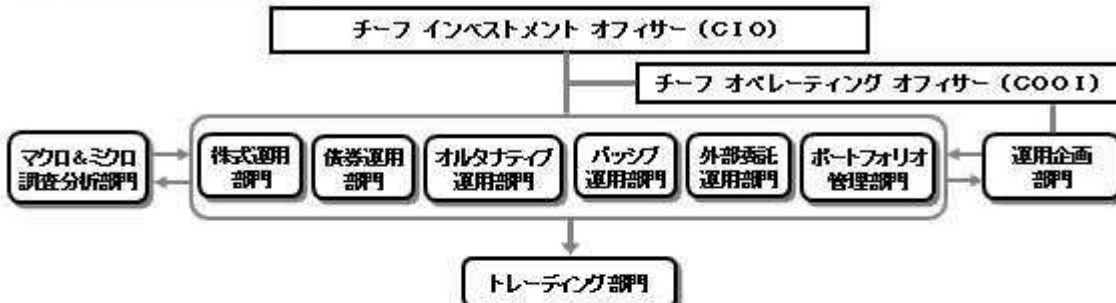 チーフ インベストメント オフィサー (CIO)
チーフ オペレーティング オフィサー (COOI)
マクロ&ミクロ
調査分析部門
株式運用
部門
債券運用
部門
オルタナティブ
運用部門
パッシブ
運用部門
外部委託
運用部門
ポートフォリオ
管理部門
運用企画
部門
トレーディング部門